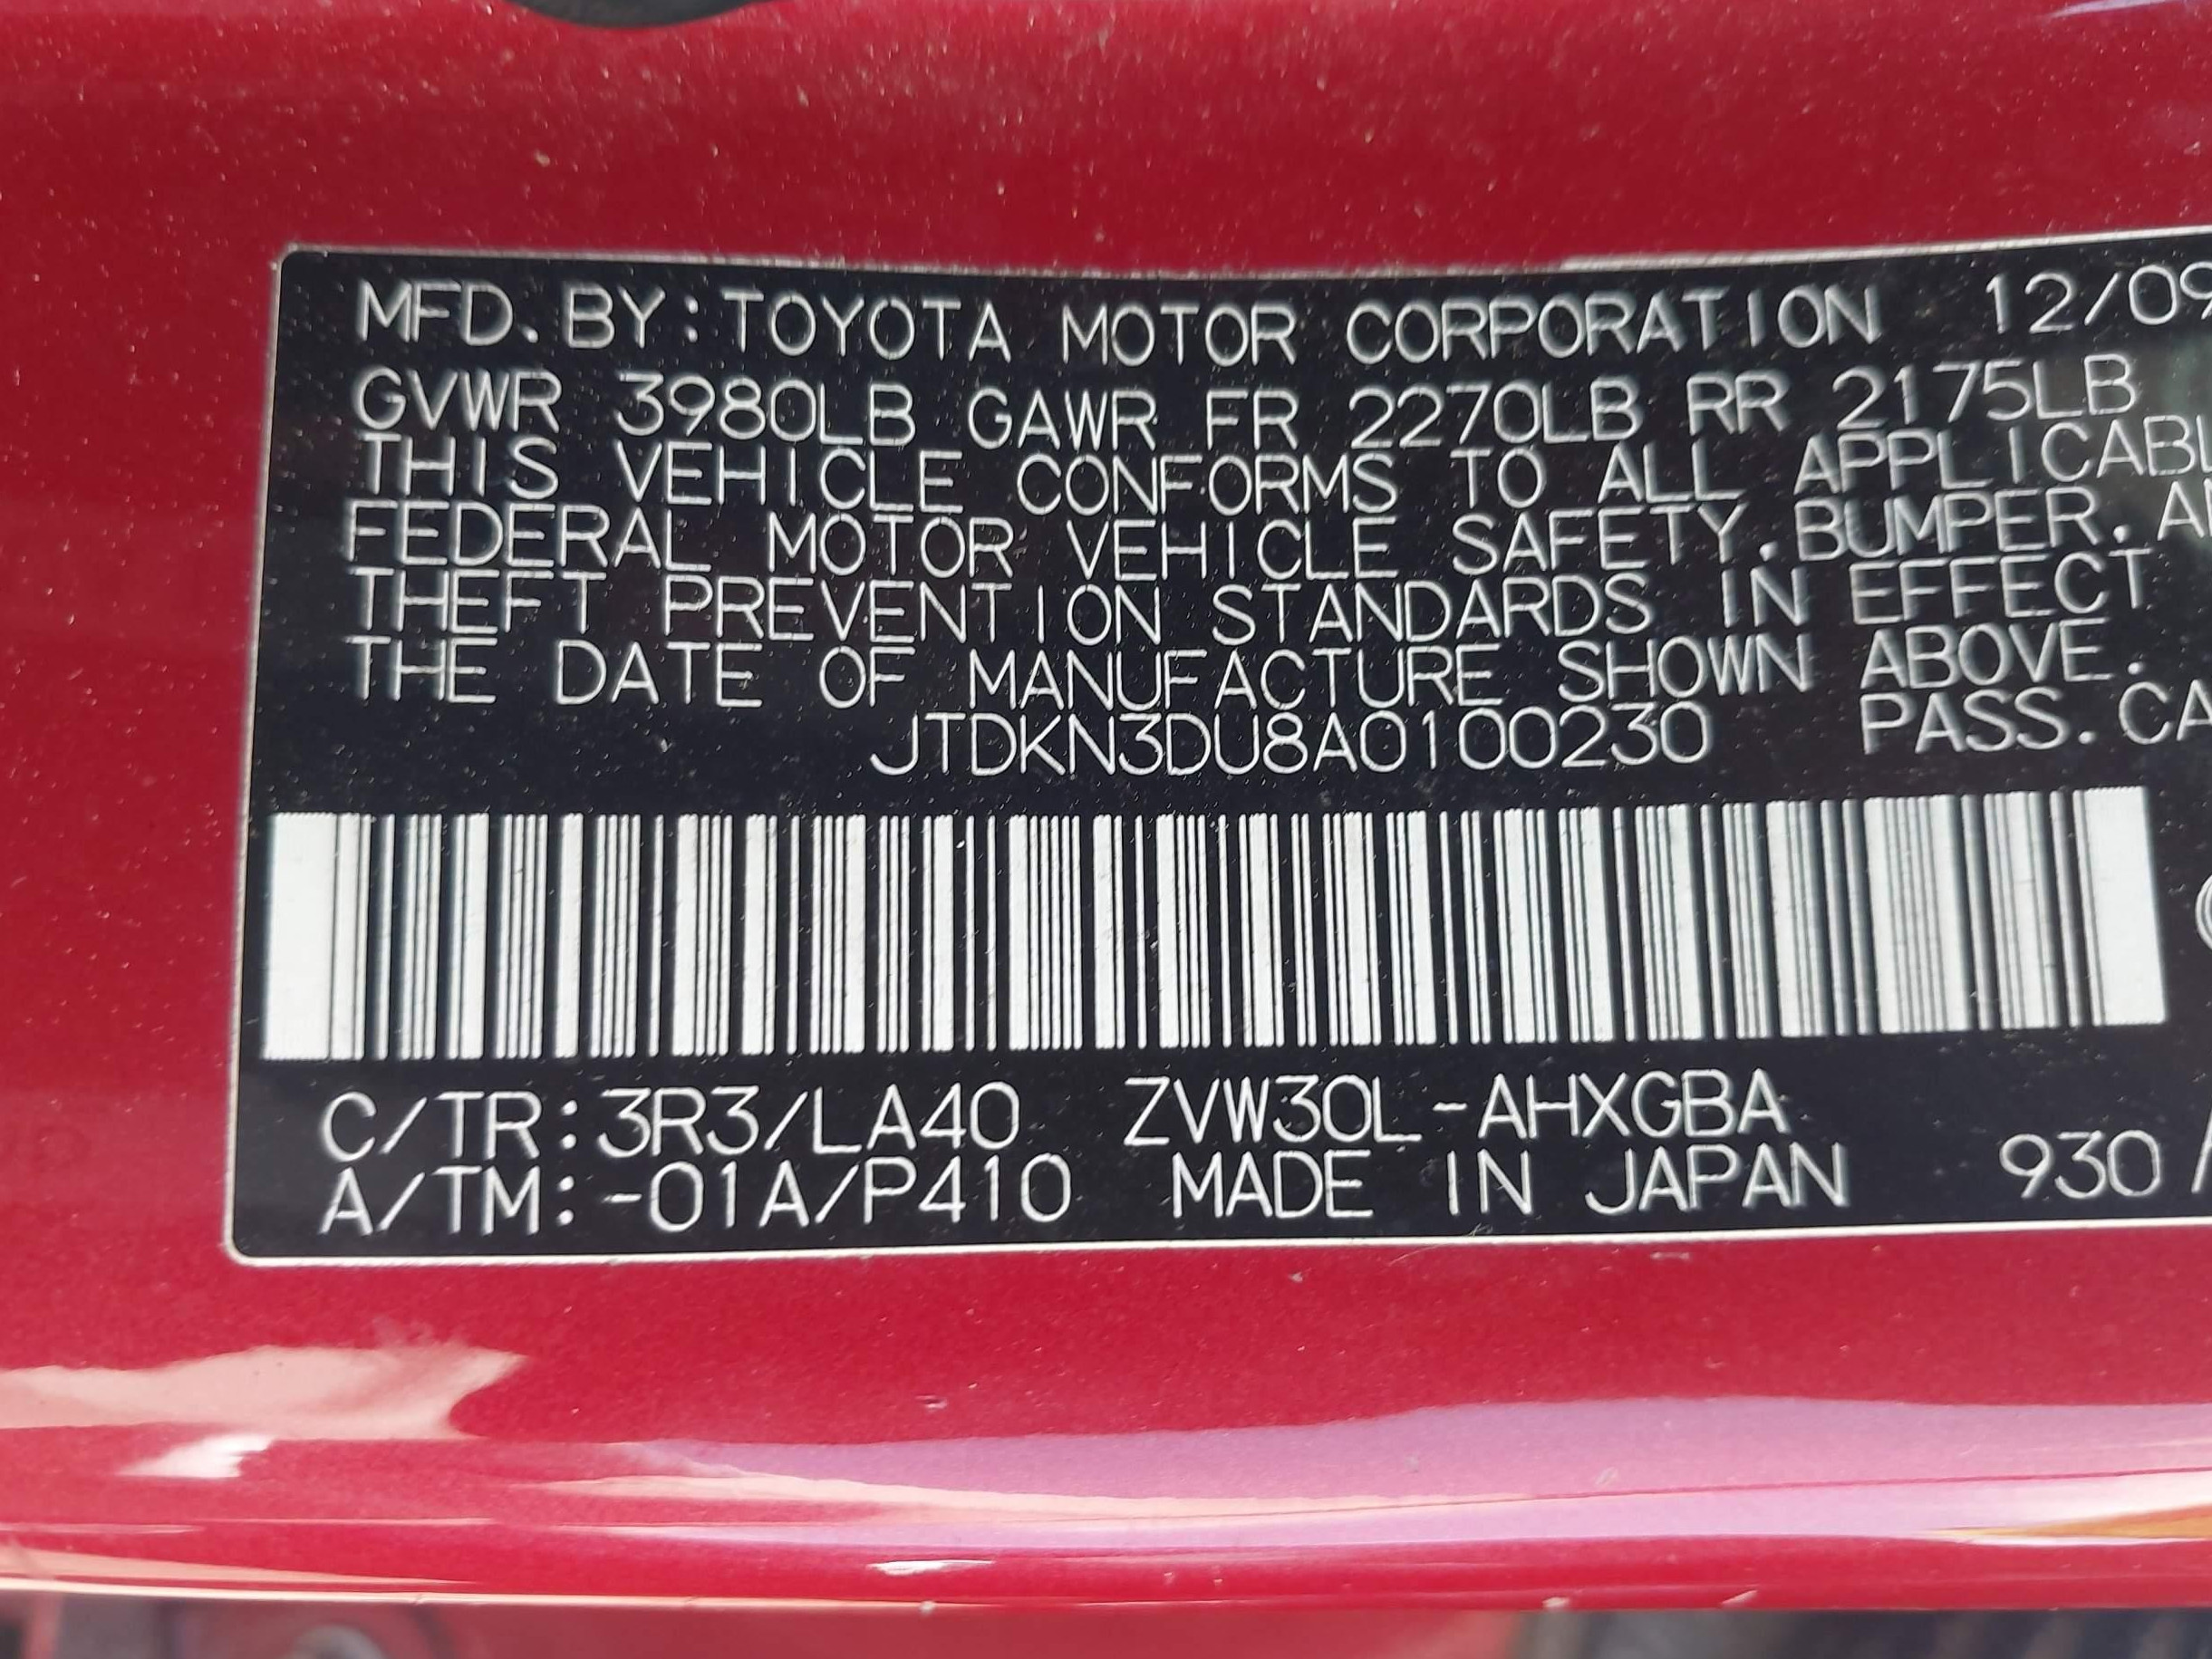 MFD. BY: TOYOTA MOTOR CORPORATION 12/09
GVWR 3980LB GAWR FR 2270LB RR 2175LB
THIS VEHICLE CONFORMS TO ALL APPLICABL
FEDERAL MOTOR VEHICLE SAFETY. BUMPER. AN
THEFT PREVENTION STANDARDS IN EFFECT
THE DATE OF MANUFACTURE SHOWN ABOVE.
JTDKN3DU8A0100230 PASS. CA
C/TR: 3R3/LA40 ZVW30L-AHXGBA
A/TM: -01A/P410 MADE IN JAPAN 930